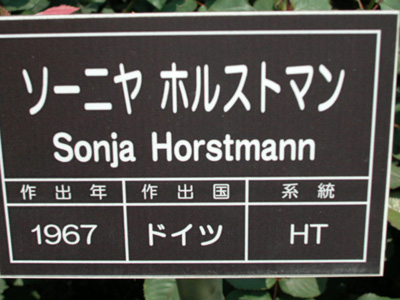 ソーニヤ ホルストマン
Sonja Horstmann
作出年 作出国 系統
1967 ドイツ HT